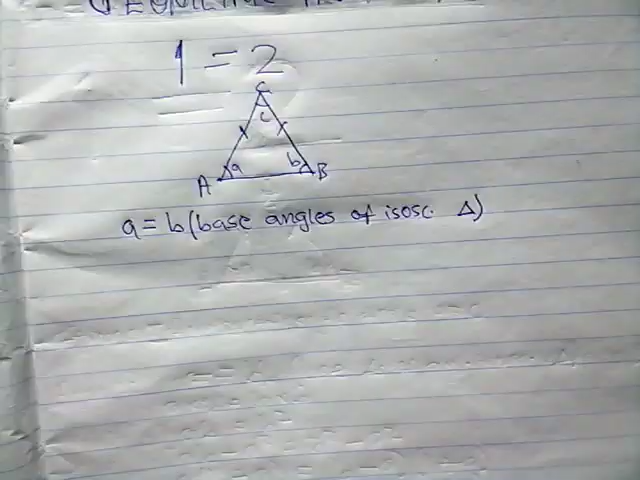 1 = 2
C
c
a
b
A
B
a = b (base angles of isosc. Δ)